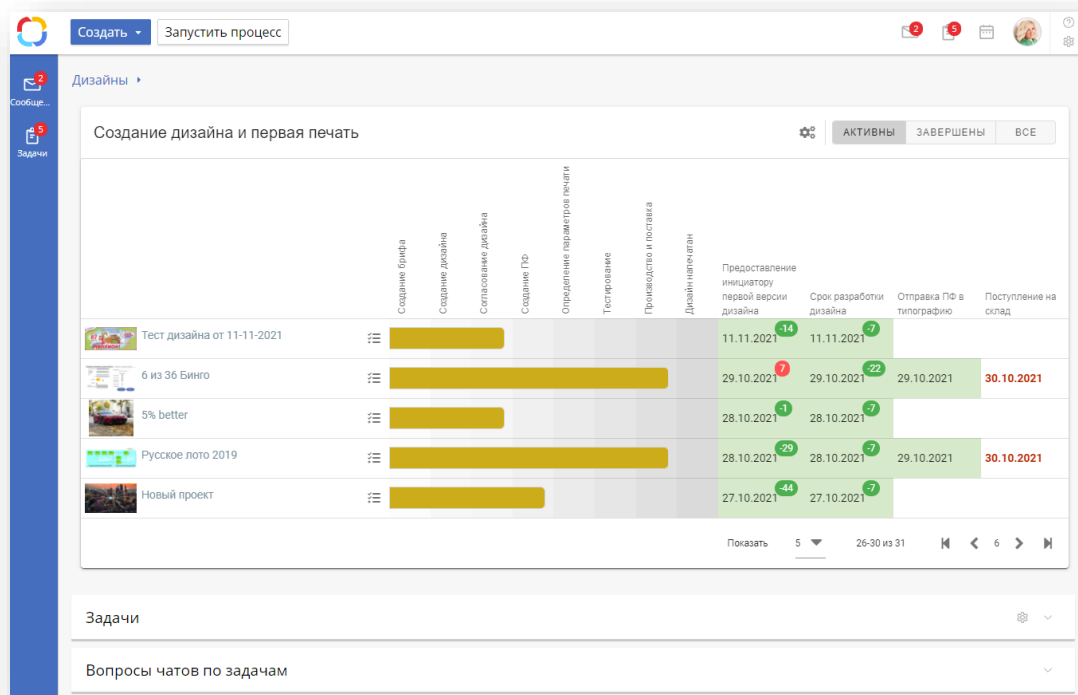 Создать
Запустить процесс
2
5
2
Сообще...
5
Задачи
Дизайны
Создание дизайна и первая печать
АКТИВНЫ
ЗАВЕРШЕНЫ
ВСЕ
Создание брифа
Создание дизайна
Согласование дизайна
Создание ПФ
Определение параметров печати
Тестирование
Производство и поставка
Дизайн напечатан
Предоставление
инициатору
первой версии
дизайна
Срок разработки
дизайна
Отправка ПФ в
типографию
Поступление на
склад
Тест дизайна от 11-11-2021
11.11.2021 -14
11.11.2021 -7
6 из 36 Бинго
29.10.2021 7
29.10.2021 -22
29.10.2021
30.10.2021
5% better
28.10.2021 -1
28.10.2021 -7
Русское лото 2019
28.10.2021 -29
28.10.2021 -7
29.10.2021
30.10.2021
Новый проект
27.10.2021 -44
27.10.2021 -7
Показать
5
26-30 из 31
6
Задачи
Вопросы чатов по задачам